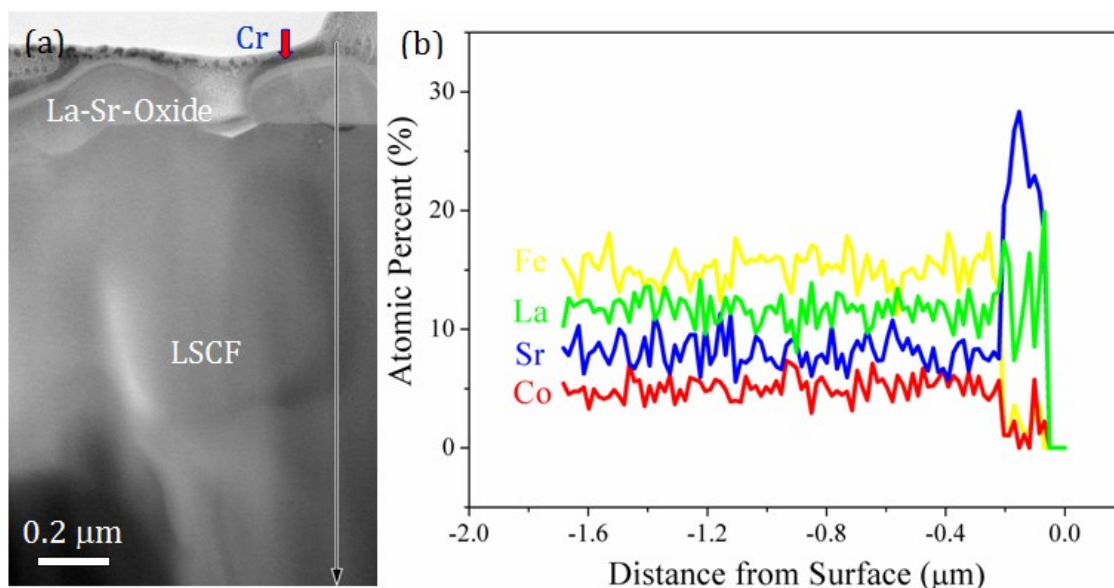 (a)
Cr
La-Sr-Oxide
LSCF
0.2 μm
(b)
Atomic Percent (%)
30
20
10
0
Fe
La
Sr
Co
-2.0 -1.6 -1.2 -0.8 -0.4 0.0
Distance from Surface (μm)